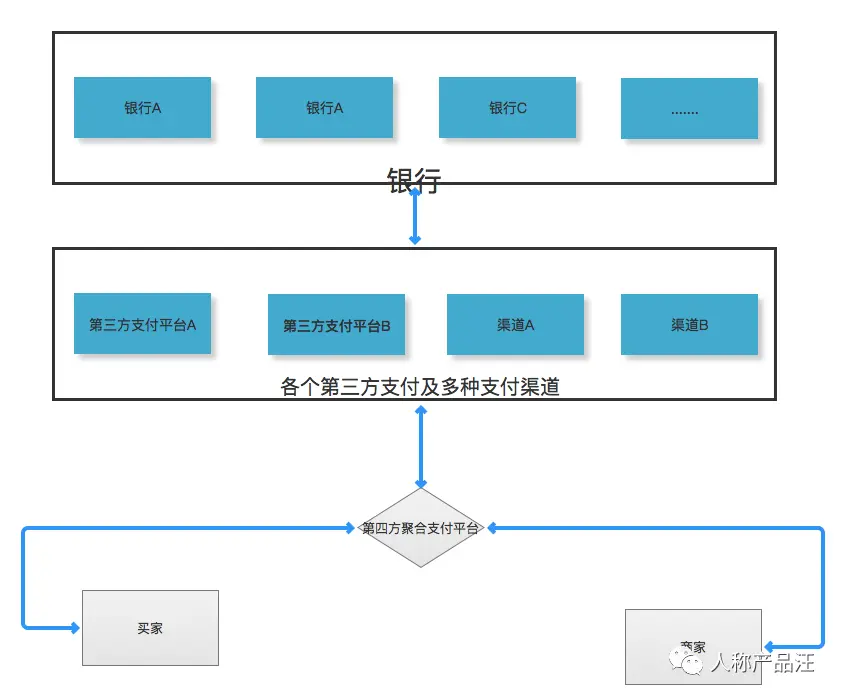 银行A
银行A
银行C
.......
银行
第三方支付平台A
第三方支付平台B
渠道A
渠道B
各个第三方支付及多种支付渠道
第四方聚合支付平台
买家
商家
人称产品汪